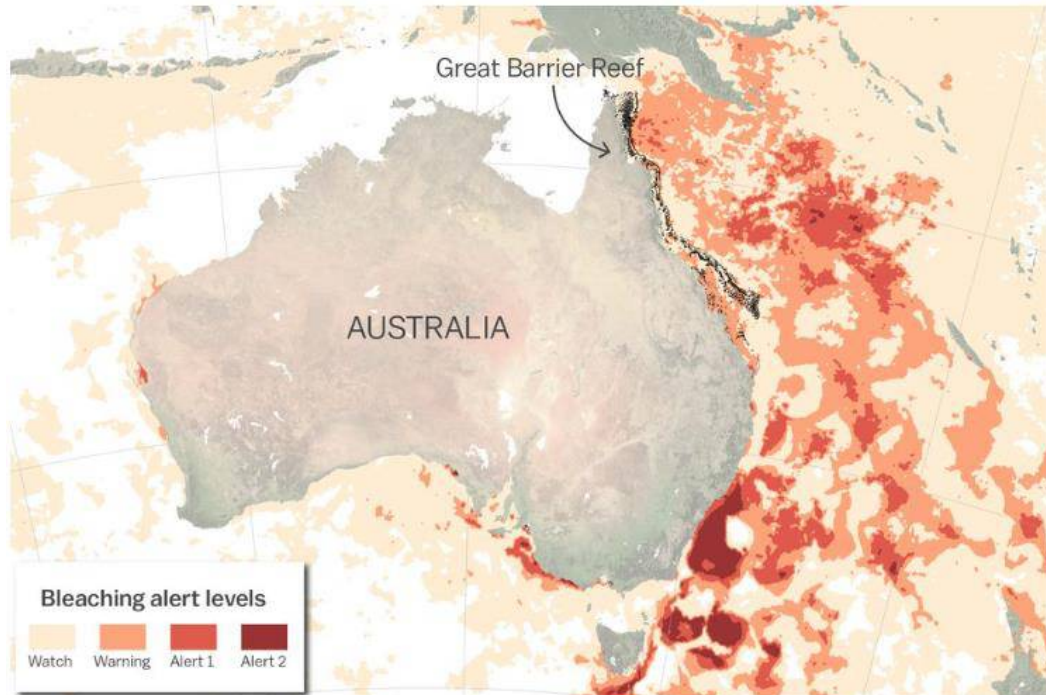 Great Barrier Reef
AUSTRALIA
Bleaching alert levels
Watch Warning Alert 1 Alert 2